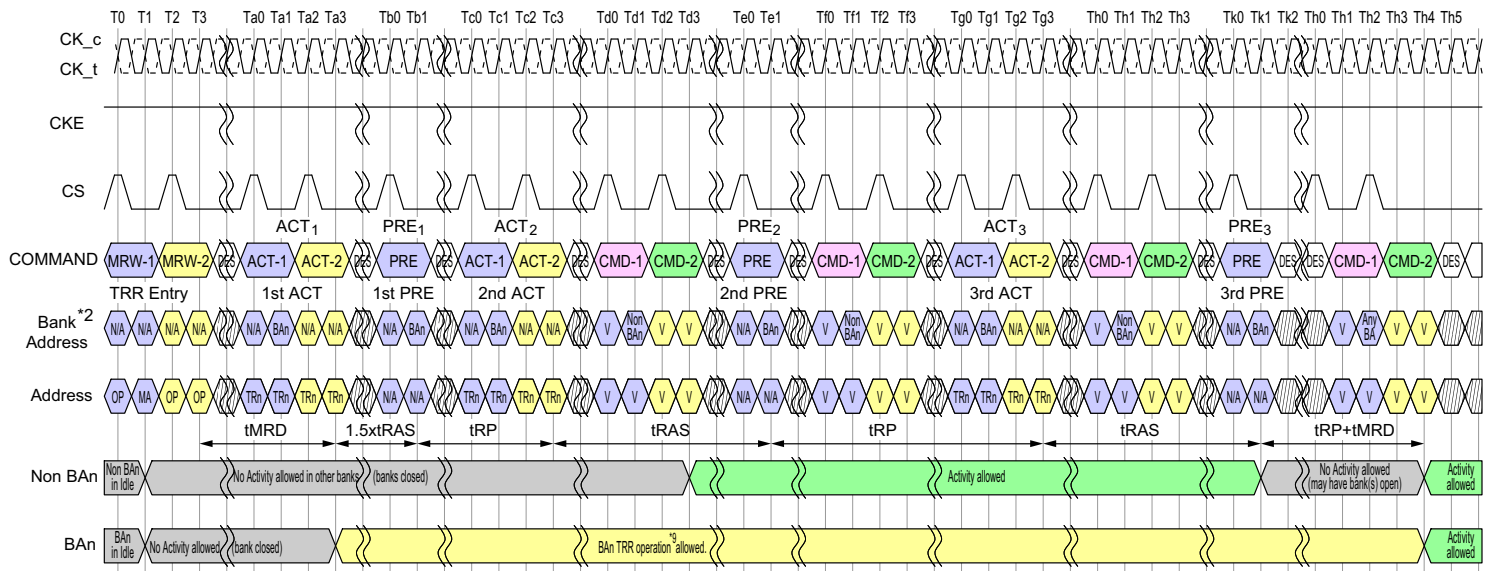 T0 T1 T2 T3 Ta0 Ta1 Ta2 Ta3 Tb0 Tb1 Tc0 Tc1 Tc2 Tc3 Td0 Td1 Td2 Td3 Te0 Te1 Tf0 Tf1 Tf2 Tf3 Tg0 Tg1 Tg2 Tg3 Th0 Th1 Th2 Th3 Tk0 Tk1 Tk2 Th0 Th1 Th2 Th3 Th4 Th5
CK_c
CK_t
CKE
CS
ACT1 PRE1 ACT2 PRE2 ACT3 PRE3
COMMAND MRW-1 MRW-2 DES ACT-1 ACT-2 DES PRE DES ACT-1 ACT-2 DES CMD-1 CMD-2 DES PRE DES CMD-1 CMD-2 DES ACT-1 ACT-2 DES CMD-1 CMD-2 DES PRE DES DES CMD-1 CMD-2 DES
TRR Entry 1st ACT 1st PRE 2nd ACT 2nd PRE 3rd ACT 3rd PRE
Bank*2 Address N/A N/A N/A N/A N/A BAn N/A N/A N/A BAn N/A BAn N/A N/A V Non BAn V V N/A BAn V Non BAn V V N/A BAn N/A N/A V Non BAn V V N/A BAn V Any BA V V
Address OP MA OP OP TRn TRn TRn TRn N/A N/A TRn TRn TRn TRn V V V V N/A N/A V V V V TRn TRn TRn TRn V V V V N/A N/A V V V V
tMRD 1.5xtRAS tRP tRAS tRP tRAS tRP+tMRD
Non BAn Non BAn in Idle No Activity allowed in other banks (banks closed) Activity allowed No Activity allowed (may have bank(s) open) Activity allowed
BAn BAn in Idle No Activity allowed (bank closed) BAn TRR operation*9 allowed. Activity allowed